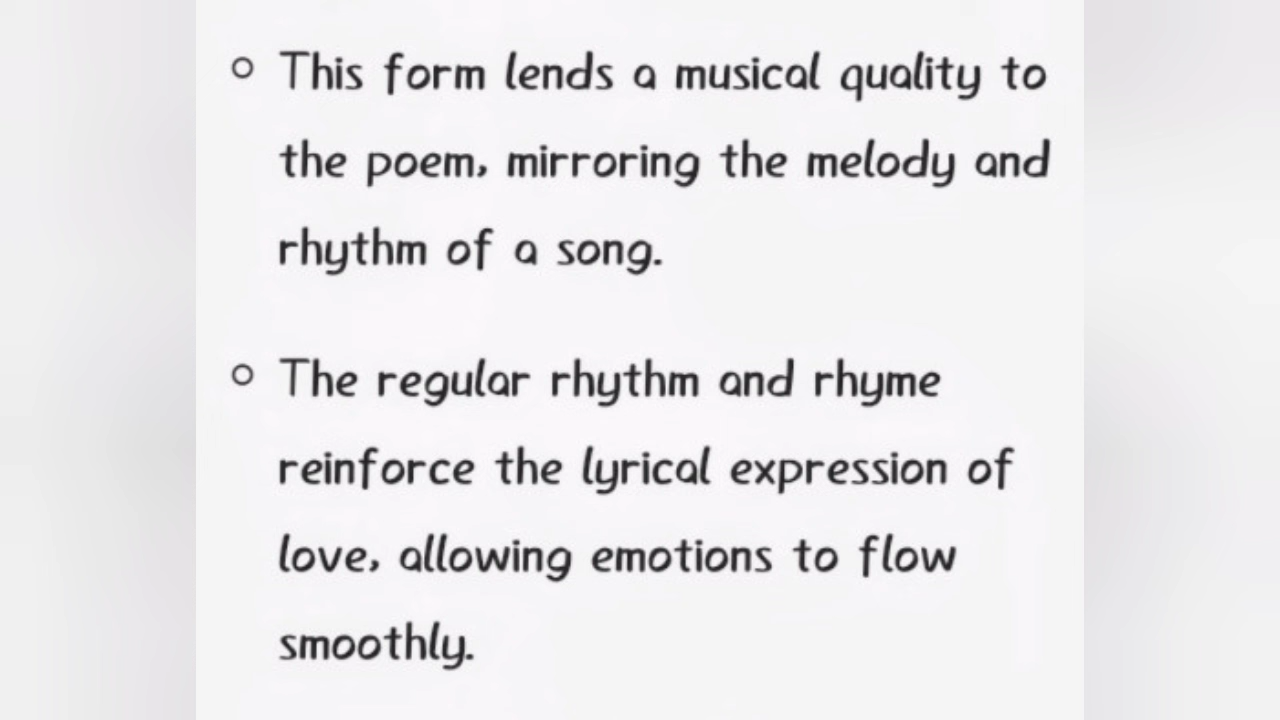 ○ This form lends a musical quality to
the poem, mirroring the melody and
rhythm of a song.
○ The regular rhythm and rhyme
reinforce the lyrical expression of
love, allowing emotions to flow
smoothly.